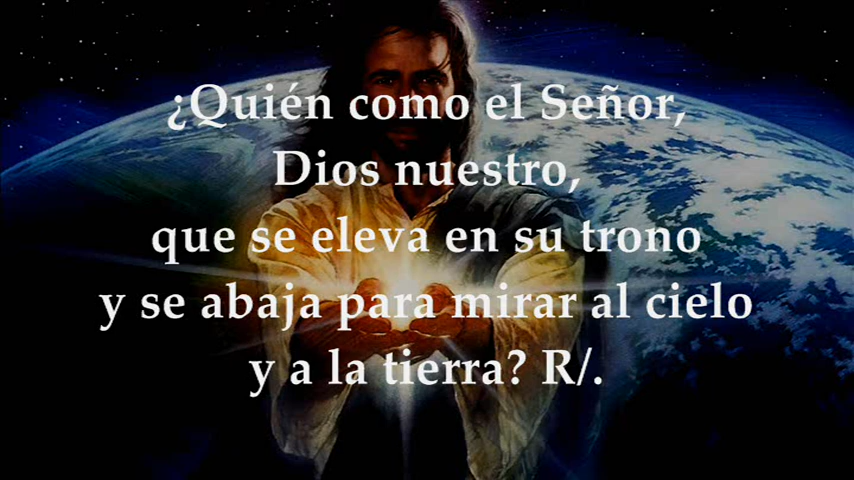 ¿Quién como el Señor,
Dios nuestro,
que se eleva en su trono
y se abaja para mirar al cielo
y a la tierra? R/.